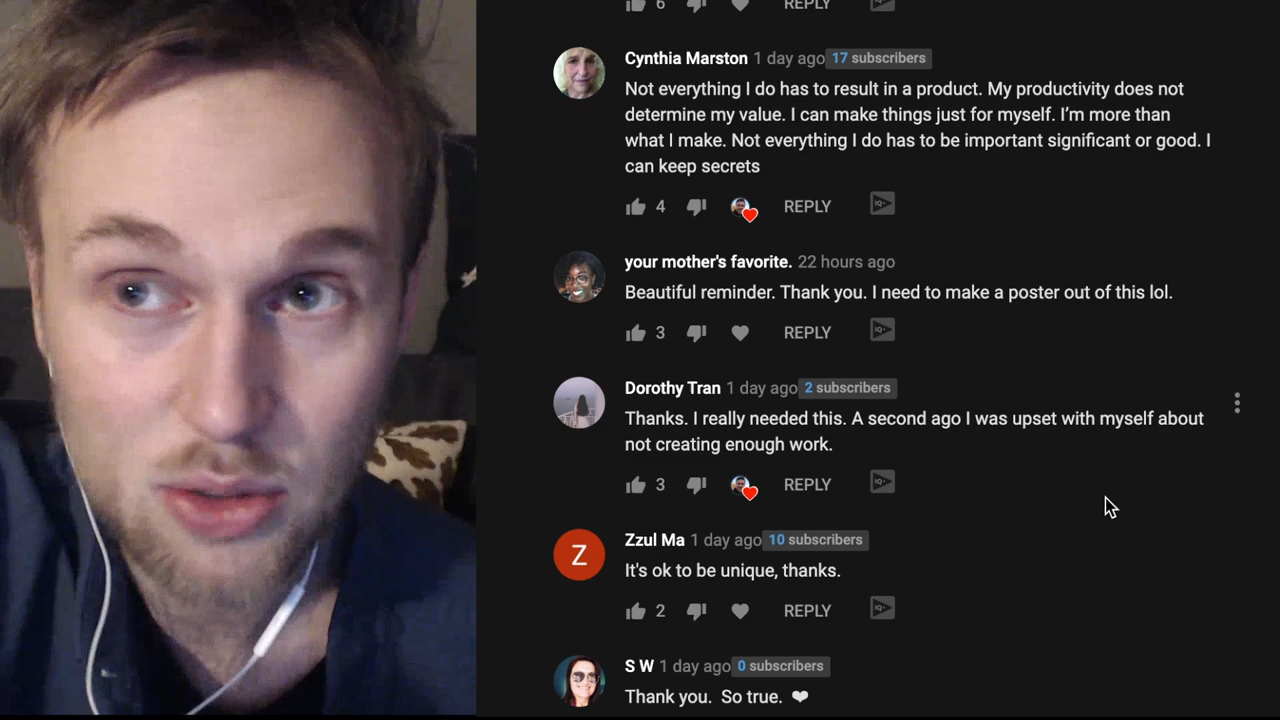 6 REPLY
Cynthia Marston 1 day ago 17 subscribers
Not everything I do has to result in a product. My productivity does not
determine my value. I can make things just for myself. I’m more than
what I make. Not everything I do has to be important significant or good. I
can keep secrets
4 REPLY IQ
your mother's favorite. 22 hours ago
Beautiful reminder. Thank you. I need to make a poster out of this lol.
3 REPLY IQ
Dorothy Tran 1 day ago 2 subscribers
Thanks. I really needed this. A second ago I was upset with myself about
not creating enough work.
3 REPLY IQ
Z Zzul Ma 1 day ago 10 subscribers
It's ok to be unique, thanks.
2 REPLY IQ
S W 1 day ago 0 subscribers
Thank you. So true. ❤